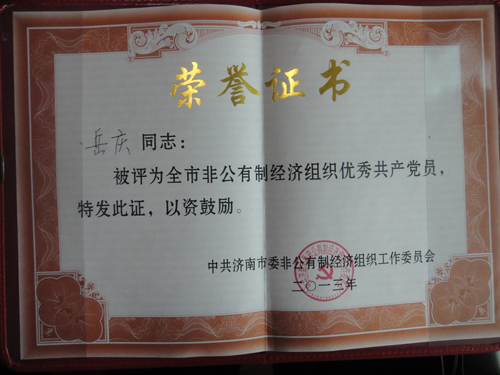 荣誉证书
岳庆 同志：
被评为全市非公有制经济组织优秀共产党员，
特发此证，以资鼓励。
中共济南市委非公有制经济组织工作委员会
二〇一三年